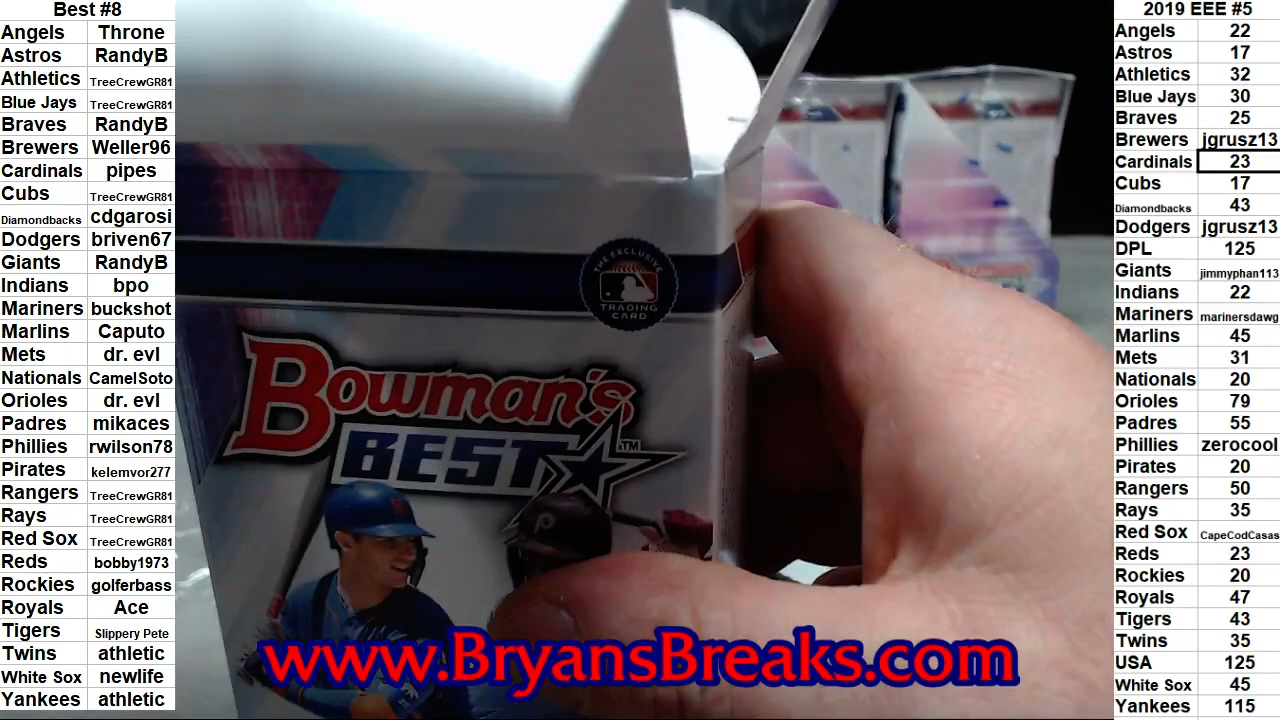 Best #8
Angels Throne
Astros RandyB
Athletics TreeCrewGR81
Blue Jays TreeCrewGR81
Braves RandyB
Brewers Weller96
Cardinals pipes
Cubs TreeCrewGR81
Diamondbacks cdgarosi
Dodgers briven67
Giants RandyB
Indians bpo
Mariners buckshot
Marlins Caputo
Mets dr. evl
Nationals CamelSoto
Orioles dr. evl
Padres mikaces
Phillies rwilson78
Pirates kelemvor277
Rangers TreeCrewGR81
Rays TreeCrewGR81
Red Sox TreeCrewGR81
Reds bobby1973
Rockies golferbass
Royals Ace
Tigers Slippery Pete
Twins athletic
White Sox newlife
Yankees athletic
THE EXCLUSIVE
TRADING
CARD
BOWMAN'S
BEST™
www.BryansBreaks.com
2019 EEE #5
Angels 22
Astros 17
Athletics 32
Blue Jays 30
Braves 25
Brewers jgrusz13
Cardinals 23
Cubs 17
Diamondbacks 43
Dodgers jgrusz13
DPL 125
Giants jimmyphan113
Indians 22
Mariners marinersdawg
Marlins 45
Mets 31
Nationals 20
Orioles 79
Padres 55
Phillies zerocool
Pirates 20
Rangers 50
Rays 35
Red Sox CapeCodCasas
Reds 23
Rockies 20
Royals 47
Tigers 43
Twins 35
USA 125
White Sox 45
Yankees 115